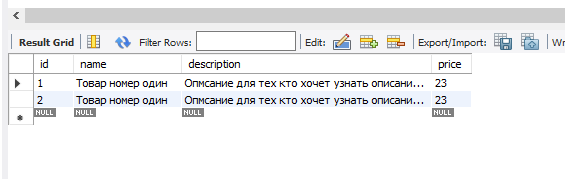 Result Grid Filter Rows: Edit: Export/Import: Wr
id name description price
1 Товар номер один Опмсание для тех кто хочет узнать описани... 23
2 Товар номер один Опмсание для тех кто хочет узнать описани... 23
NULL NULL NULL NULL